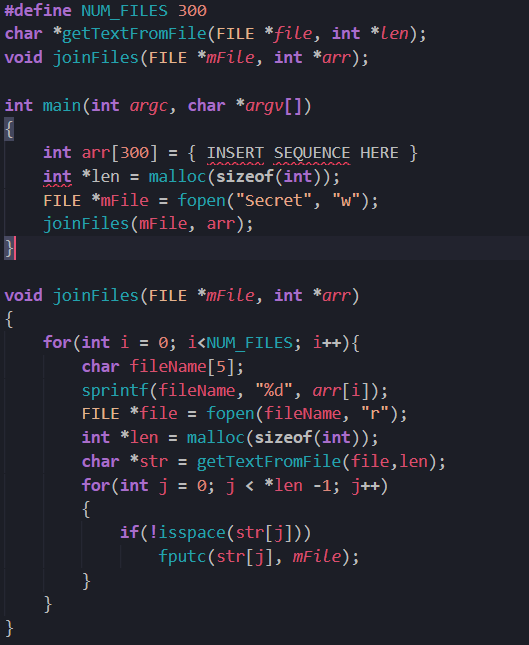 #define NUM_FILES 300
char *getTextFromFile(FILE *file, int *len);
void joinFiles(FILE *mFile, int *arr);

int main(int argc, char *argv[])
{
    int arr[300] = { INSERT SEQUENCE HERE }
    int *len = malloc(sizeof(int));
    FILE *mFile = fopen("Secret", "w");
    joinFiles(mFile, arr);
}

void joinFiles(FILE *mFile, int *arr)
{
    for(int i = 0; i<NUM_FILES; i++){
        char fileName[5];
        sprintf(fileName, "%d", arr[i]);
        FILE *file = fopen(fileName, "r");
        int *len = malloc(sizeof(int));
        char *str = getTextFromFile(file,len);
        for(int j = 0; j < *len -1; j++)
        {
            if(!isspace(str[j]))
                fputc(str[j], mFile);
        }
    }
}